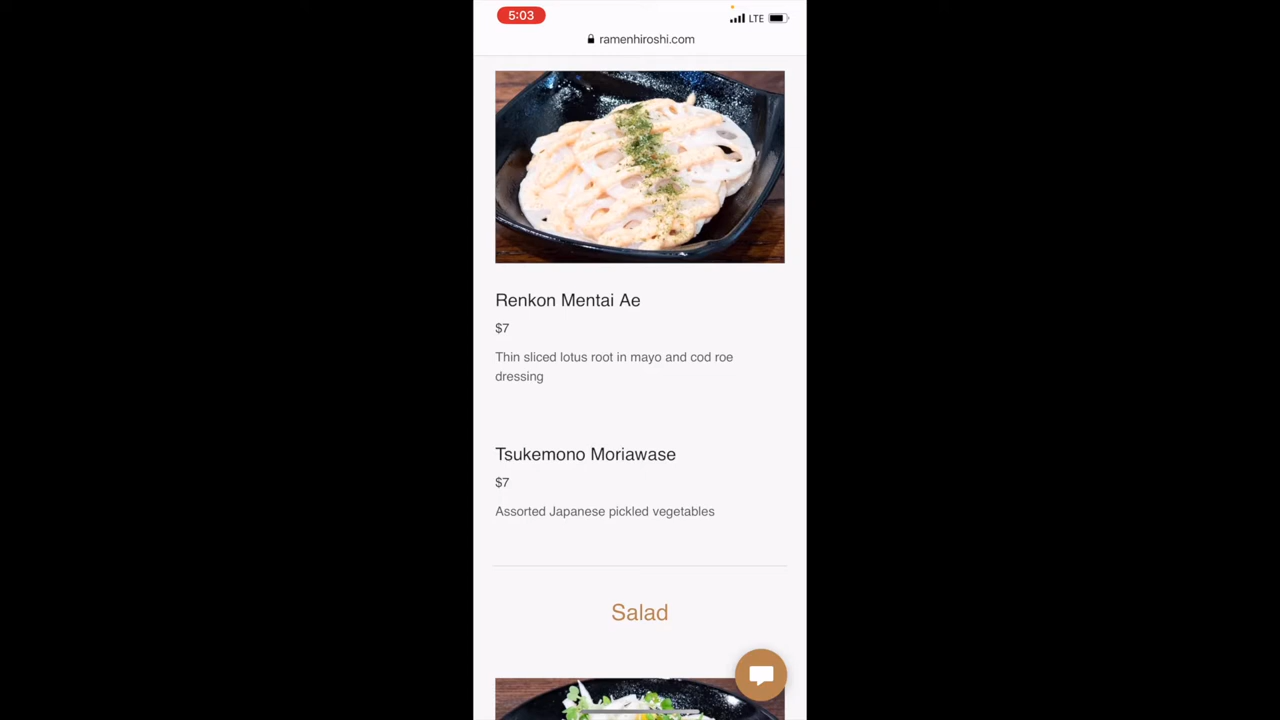 5:03
LTE
ramenhiroshi.com
Renkon Mentai Ae
$7
Thin sliced lotus root in mayo and cod roe
dressing
Tsukemono Moriawase
$7
Assorted Japanese pickled vegetables
Salad